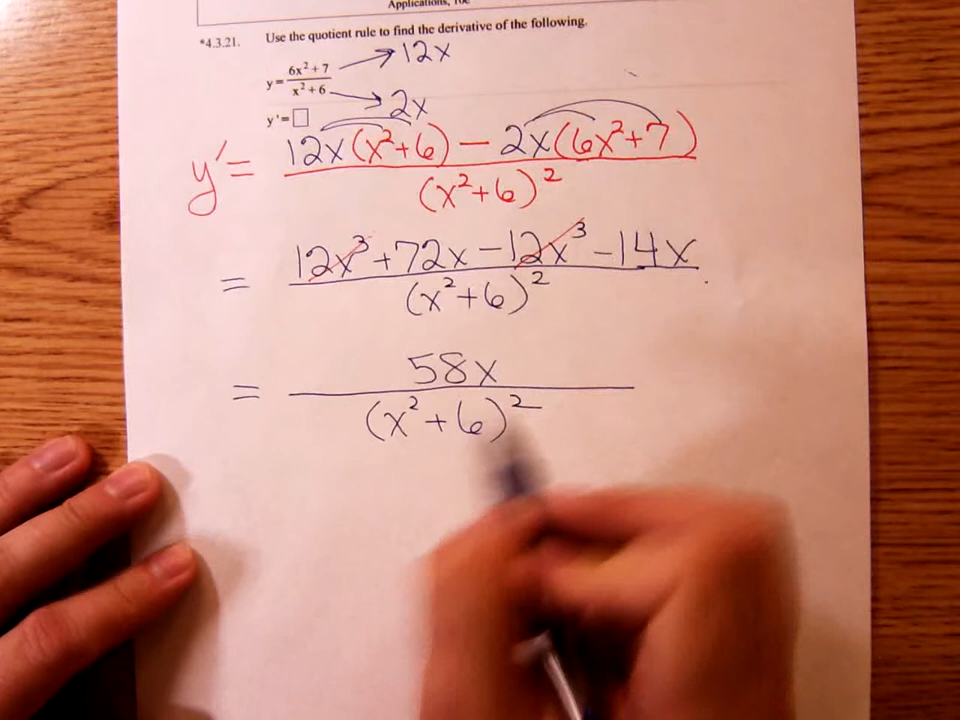 Applications, 10e
*4.3.21. Use the quotient rule to find the derivative of the following.
y = (6x² + 7)/(x² + 6) → 12x
→ 2x
y' = □
y' = (12x(x²+6) − 2x(6x²+7))/(x²+6)²
= (12x³ + 72x − 12x³ − 14x)/(x²+6)²
= 58x/(x²+6)²